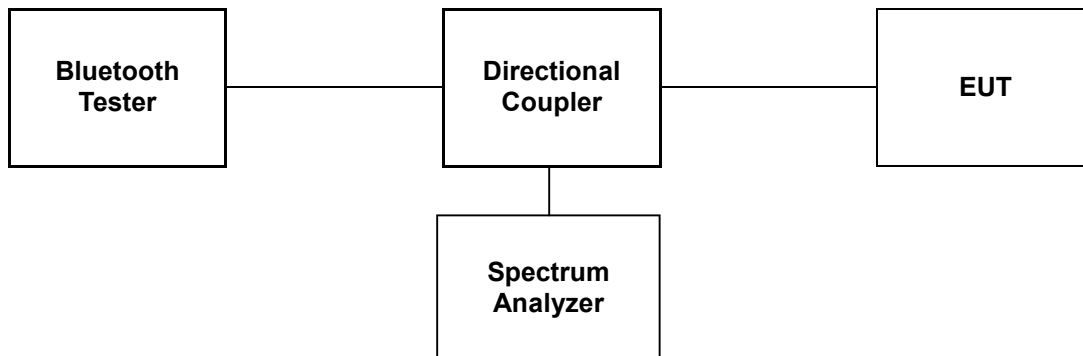 Bluetooth
Tester
Directional
Coupler
EUT
Spectrum
Analyzer